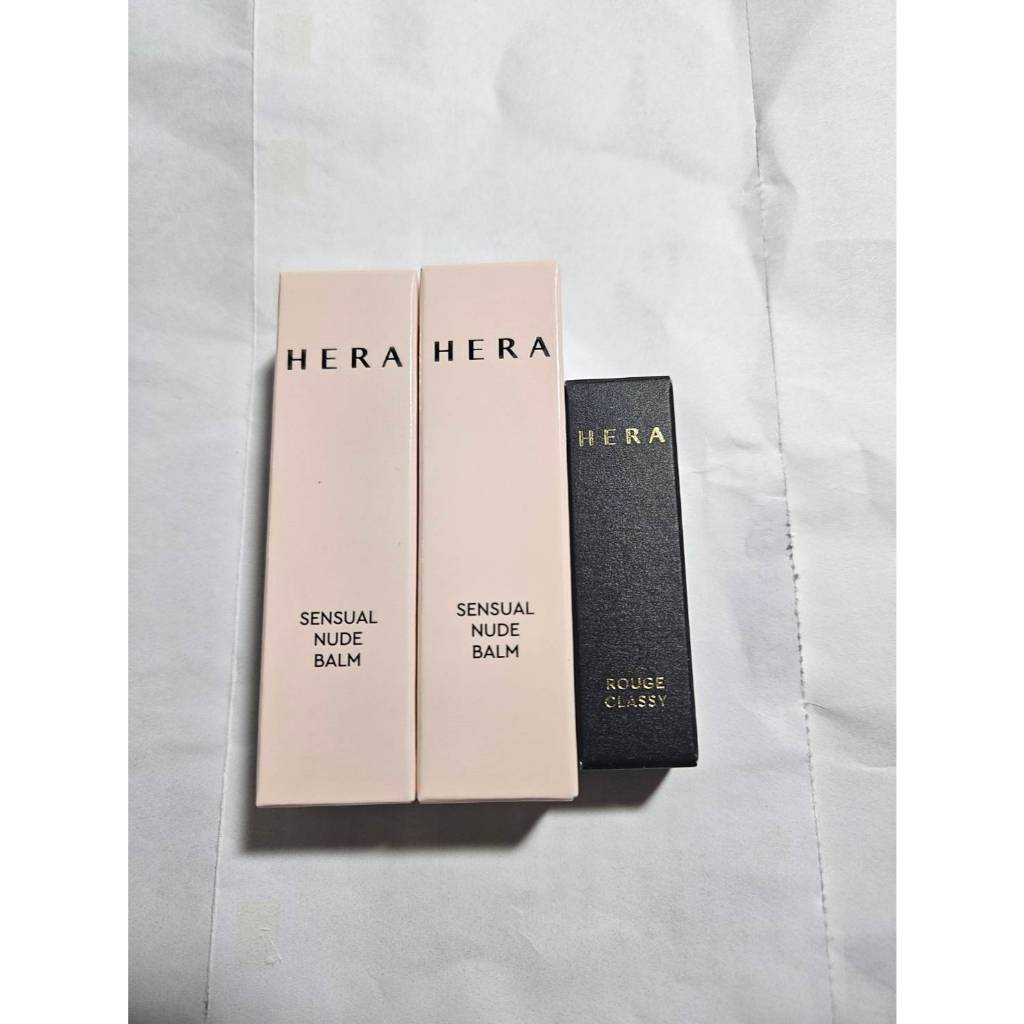 HERA
SENSUAL
NUDE
BALM
HERA
SENSUAL
NUDE
BALM
HERA
ROUGE
CLASSY